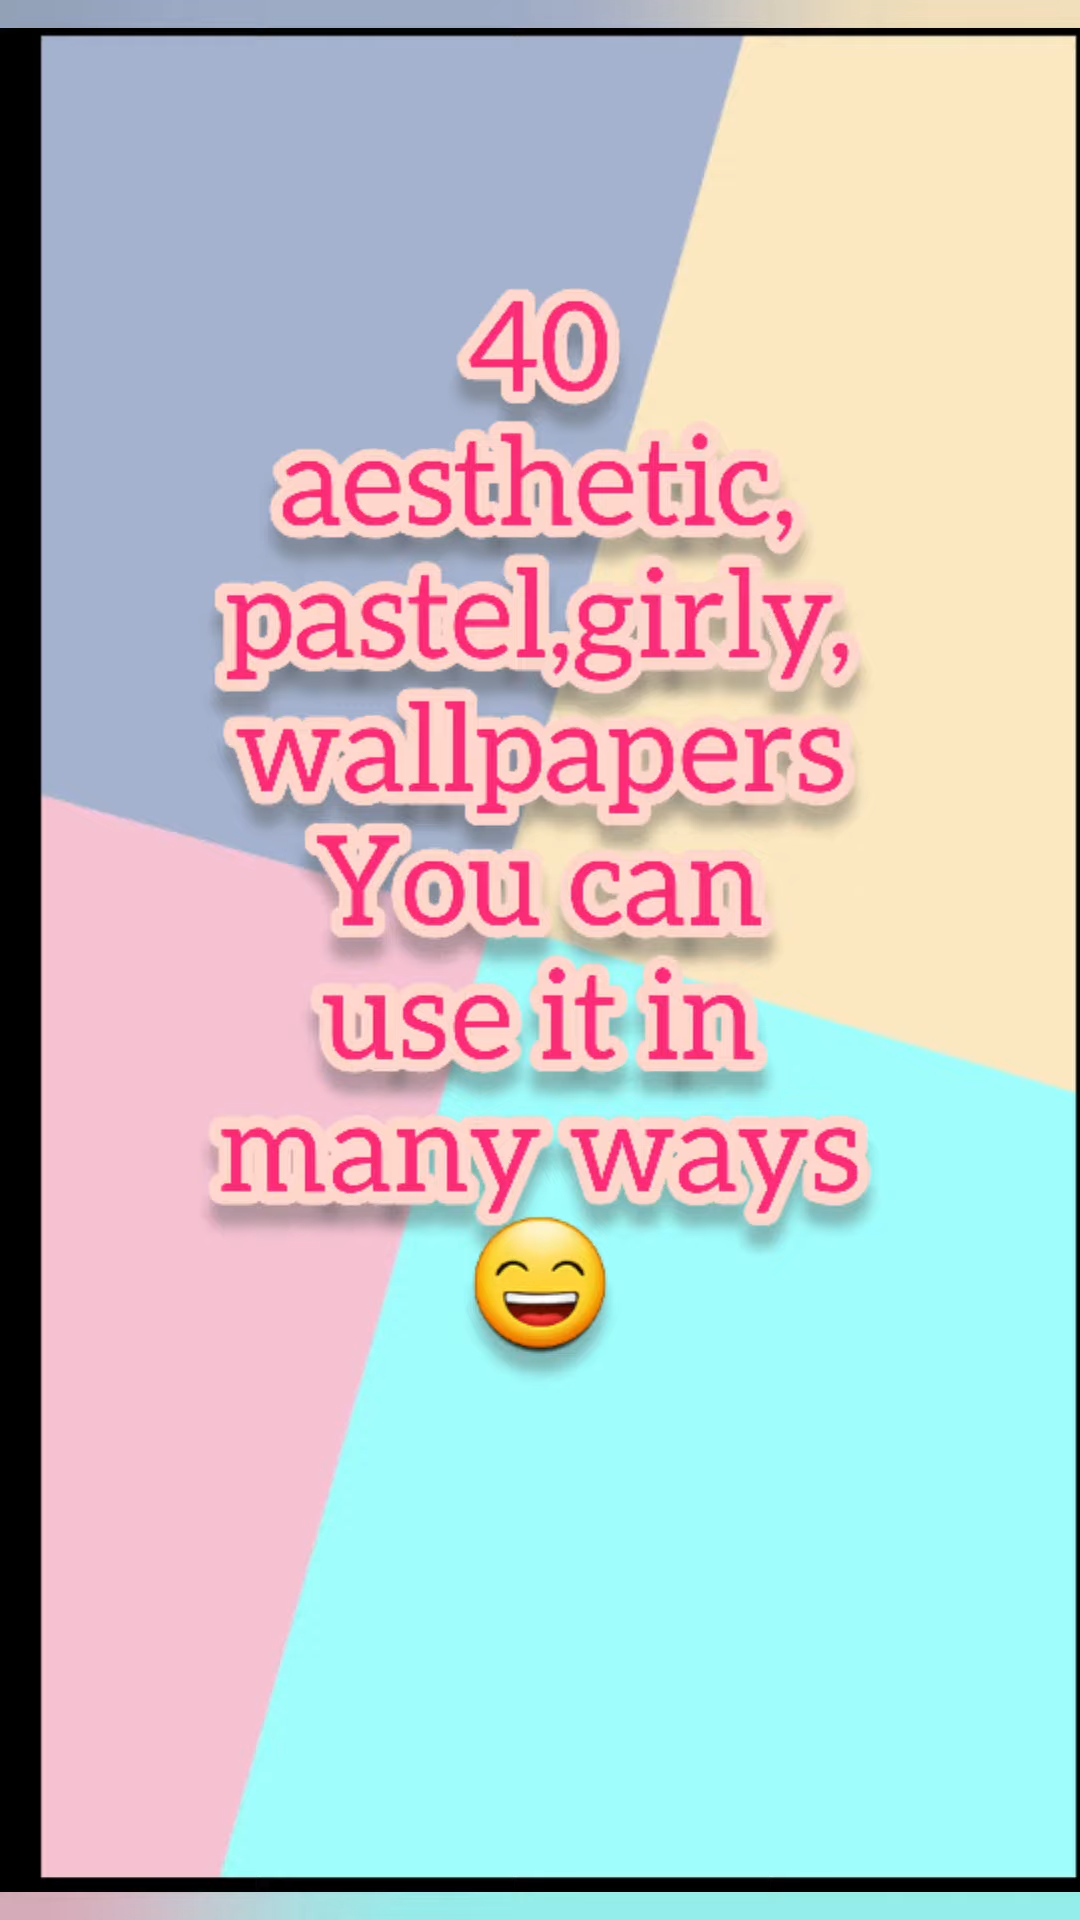 40
aesthetic,
pastel,girly,
wallpapers
You can
use it in
many ways
😄